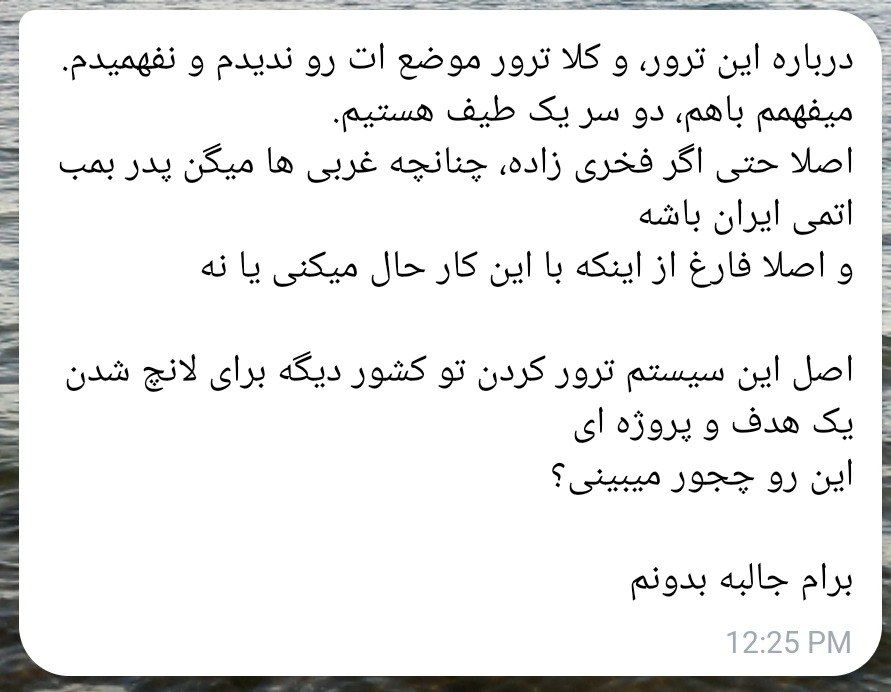 درباره این ترور، و کلا ترور موضع ات رو ندیدم و نفهمیدم.
میفهمم باهم، دو سر یک طیف هستیم.
اصلا حتی اگر فخری زاده، چنانچه غربی ها میگن پدر بمب
اتمی ایران باشه
و اصلا فارغ از اینکه با این کار حال میکنی یا نه
اصل این سیستم ترور کردن تو کشور دیگه برای لانچ شدن
یک هدف و پروژه ای
این رو چجور میبینی؟
برام جالبه بدونم
12:25 PM